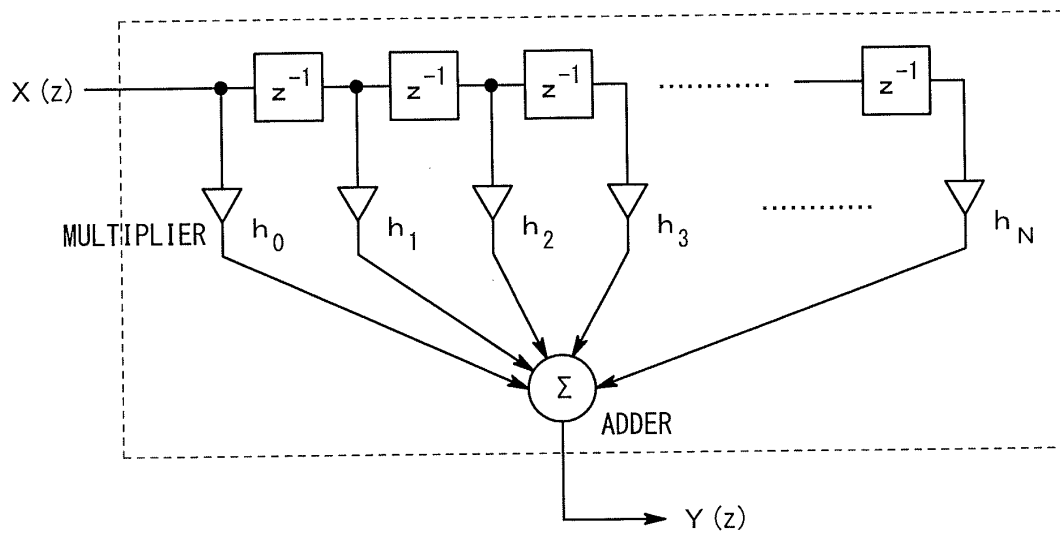 X(z)
z⁻¹
z⁻¹
z⁻¹
............
z⁻¹
MULTIPLIER
h₀
h₁
h₂
h₃
............
h_N
Σ
ADDER
Y(z)